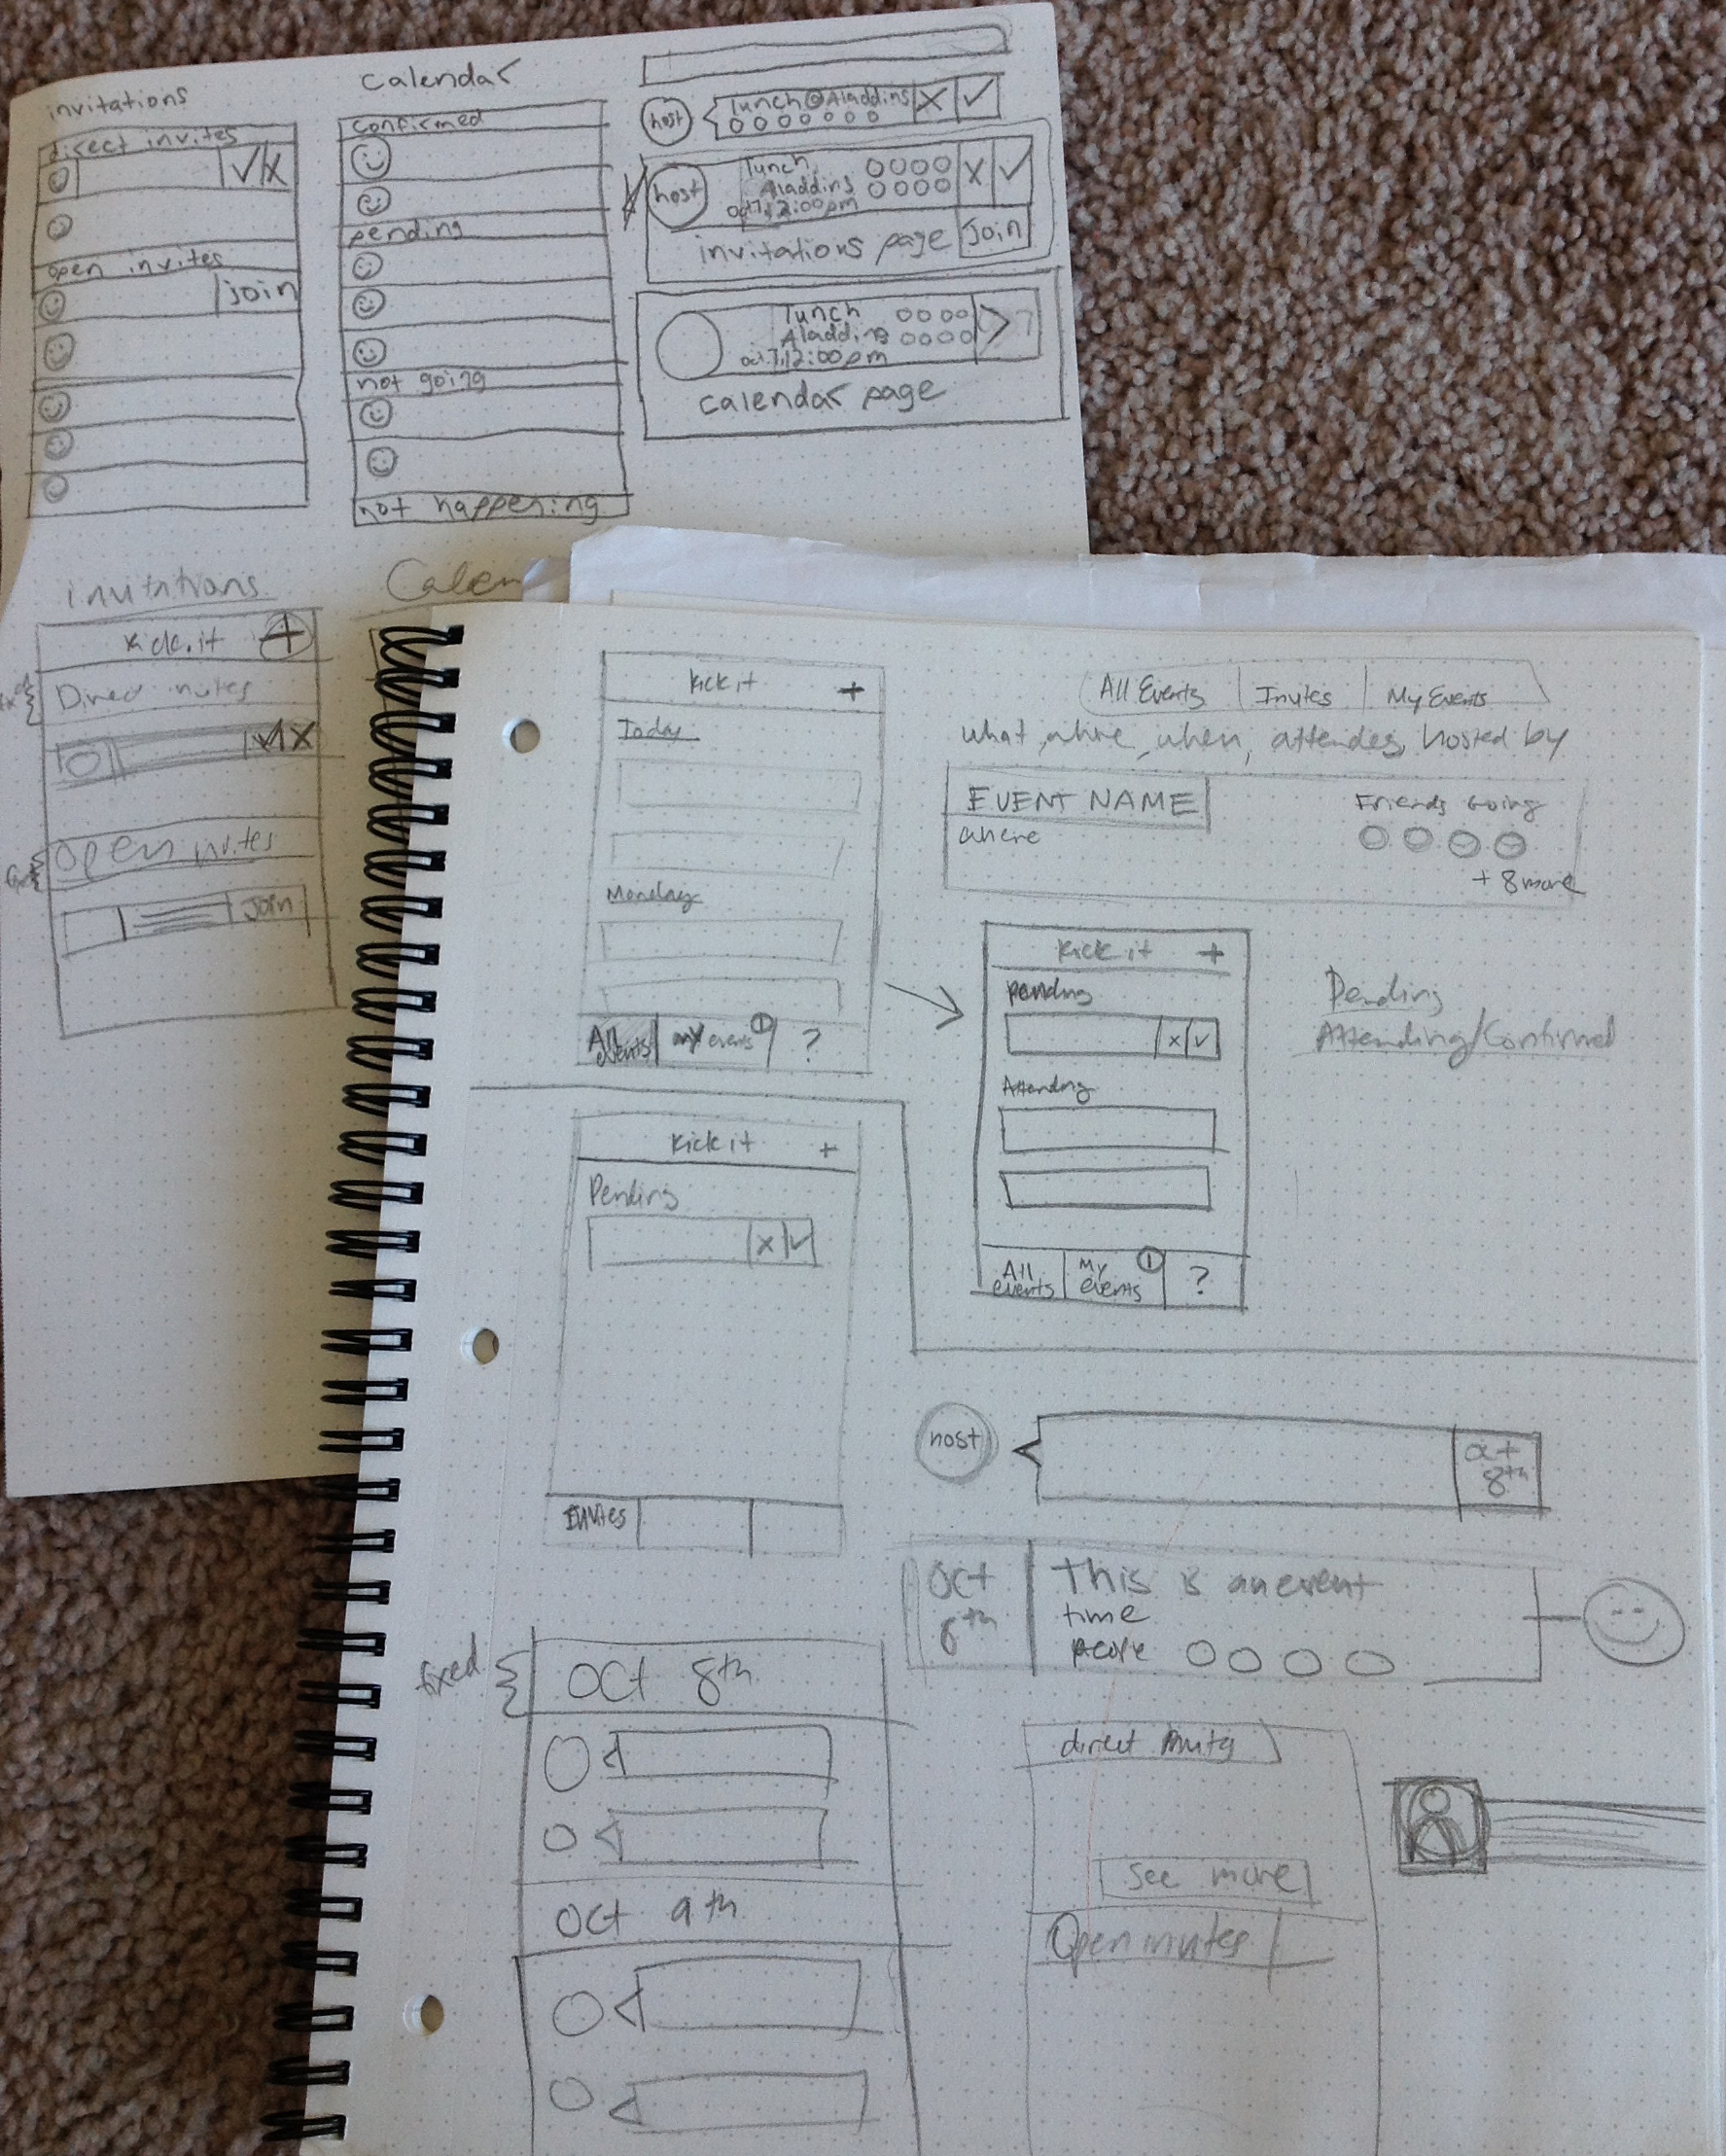 invitations
direct invites
open invites
join
Calendar
confirmed
pending
not going
not happening
host
lunch@Aladdins
host
lunch
Aladdins
oct.7,12:00pm
invitations page
Join
lunch
Aladdins
oct.7,12:00pm
calendar page
invitations
Kick.it +
Direct invites
Open invites
Join
Calen
Kick it +
Today
Monday
All events
my events 1
?
All Events | Invites | My Events
what, where, when, attendes, hosted by
EVENT NAME
where
Friends Going
+ 8 more
Kick it +
pending
x
Attending
All events
My events 1
?
Pending
Attending/Confirmed
Kick it +
Pending
x
Invites
host
oct 8th
Oct 8th
This is an event
time
people
fixed
Oct 8th
Oct 9th
direct
See more
Open invites